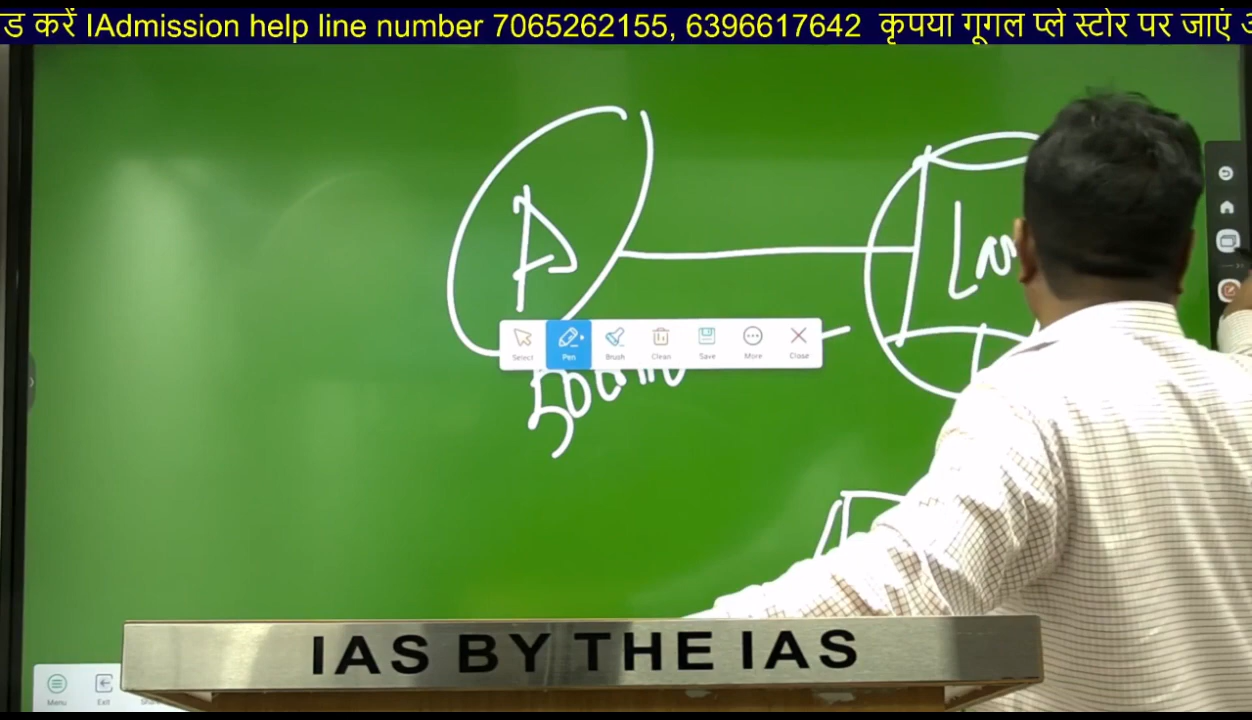 ड करें IAdmission help line number 7065262155, 6396617642 कृपया गूगल प्ले स्टोर पर जाएं
A
Select Pen Brush Clean Save More Close
IAS BY THE IAS
Menu Exit